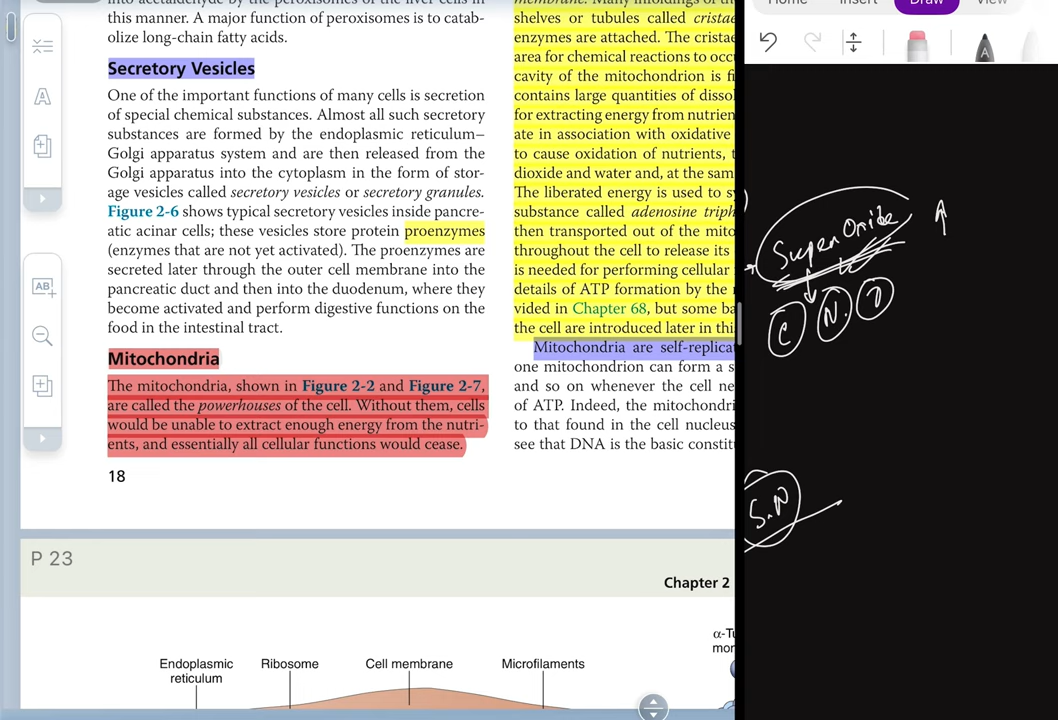 into acetaldehyde by the peroxisomes of the liver cells in
this manner. A major function of peroxisomes is to catab-
olize long-chain fatty acids.
Secretory Vesicles
One of the important functions of many cells is secretion
of special chemical substances. Almost all such secretory
substances are formed by the endoplasmic reticulum–
Golgi apparatus system and are then released from the
Golgi apparatus into the cytoplasm in the form of stor-
age vesicles called secretory vesicles or secretory granules.
Figure 2-6 shows typical secretory vesicles inside pancre-
atic acinar cells; these vesicles store protein proenzymes
(enzymes that are not yet activated). The proenzymes are
secreted later through the outer cell membrane into the
pancreatic duct and then into the duodenum, where they
become activated and perform digestive functions on the
food in the intestinal tract.
Mitochondria
The mitochondria, shown in Figure 2-2 and Figure 2-7,
are called the powerhouses of the cell. Without them, cells
would be unable to extract enough energy from the nutri-
ents, and essentially all cellular functions would cease.
18
membrane. Many infoldings of the
shelves or tubules called cristae
enzymes are attached. The cristae
area for chemical reactions to occ
cavity of the mitochondrion is fi
contains large quantities of dissol
for extracting energy from nutrien
ate in association with oxidative
to cause oxidation of nutrients, t
dioxide and water and, at the sam
The liberated energy is used to sy
substance called adenosine triph
then transported out of the mito
throughout the cell to release its
is needed for performing cellular
details of ATP formation by the
vided in Chapter 68, but some ba
the cell are introduced later in thi
Mitochondria are self-replica
one mitochondrion can form a s
and so on whenever the cell ne
of ATP. Indeed, the mitochondri
to that found in the cell nucleus
see that DNA is the basic constit
P 23
Chapter 2
Endoplasmic
reticulum
Ribosome
Cell membrane
Microfilaments
α-Tu
mon
Home Insert Draw View
A
A
AB
Super Oxide
C N. D
S.N